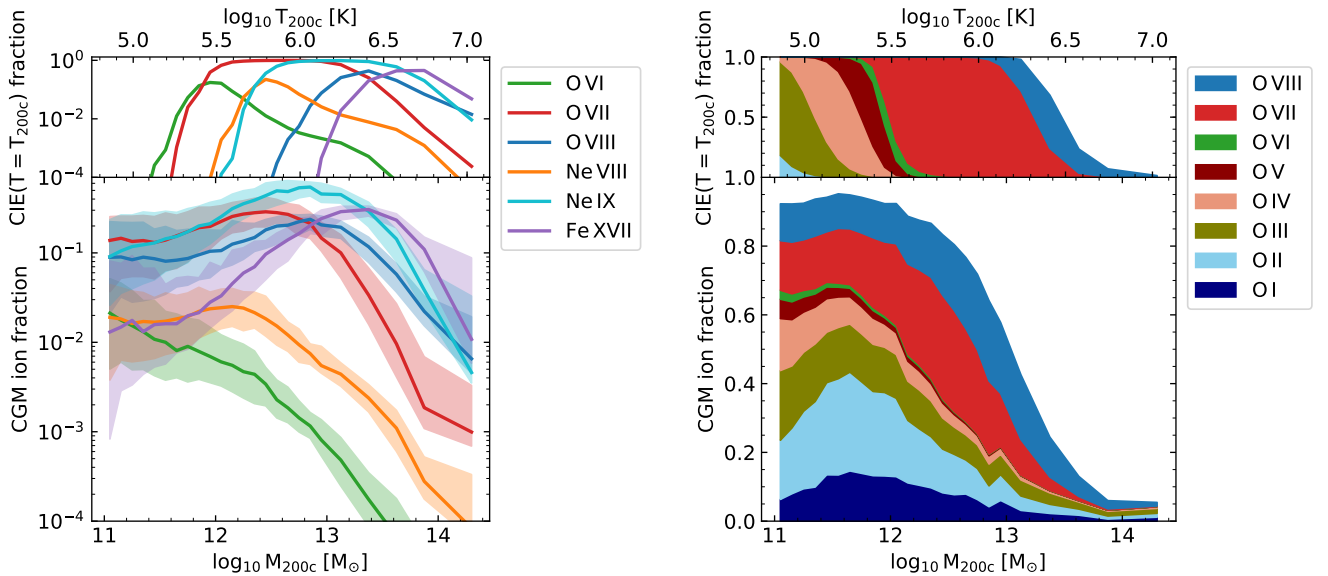 log₁₀ T₂₀₀c [K]
5.0 5.5 6.0 6.5 7.0
CIE(T = T₂₀₀c) fraction
10⁰
10⁻²
10⁻⁴
CGM ion fraction
10⁻¹
10⁻²
10⁻³
10⁻⁴
11 12 13 14
log₁₀ M₂₀₀c [M☉]
O VI
O VII
O VIII
Ne VIII
Ne IX
Fe XVII
log₁₀ T₂₀₀c [K]
5.0 5.5 6.0 6.5 7.0
CIE(T = T₂₀₀c) fraction
1.0
0.5
1.0
CGM ion fraction
0.8
0.6
0.4
0.2
0.0
11 12 13 14
log₁₀ M₂₀₀c [M☉]
O VIII
O VII
O VI
O V
O IV
O III
O II
O I